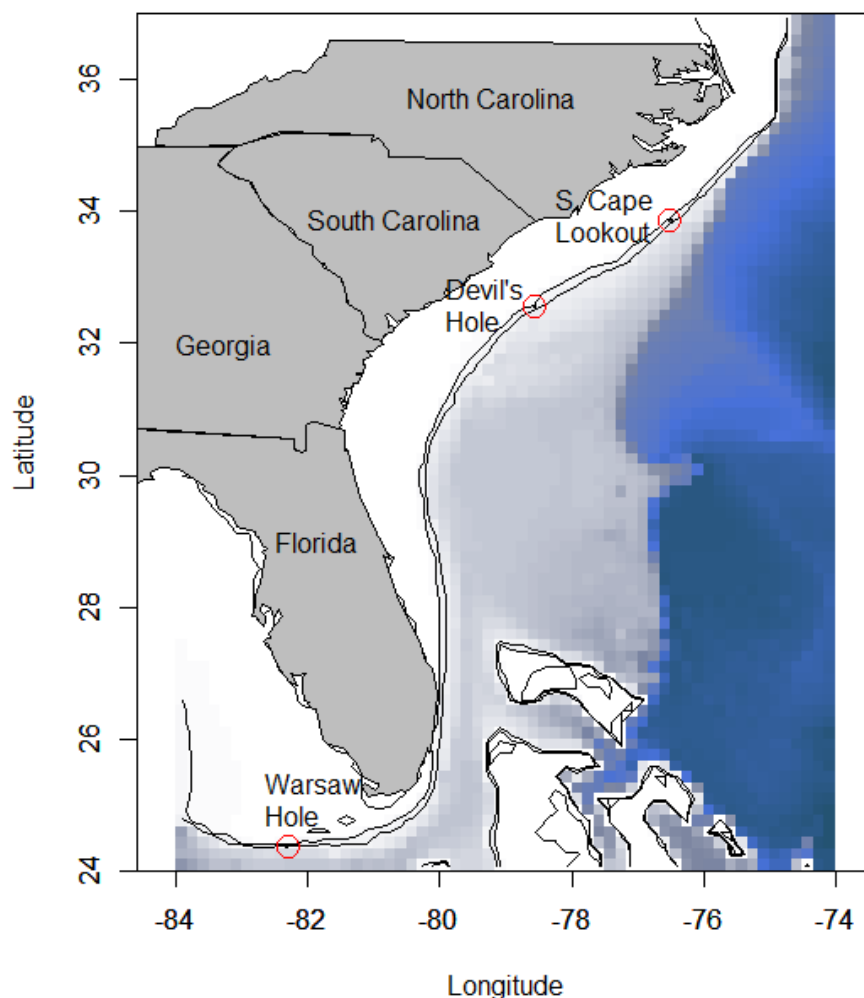 North Carolina
South Carolina
S. Cape
Lookout
Devil's
Hole
Georgia
Florida
Warsaw
Hole
Latitude
36
34
32
30
28
26
24
-84 -82 -80 -78 -76 -74
Longitude